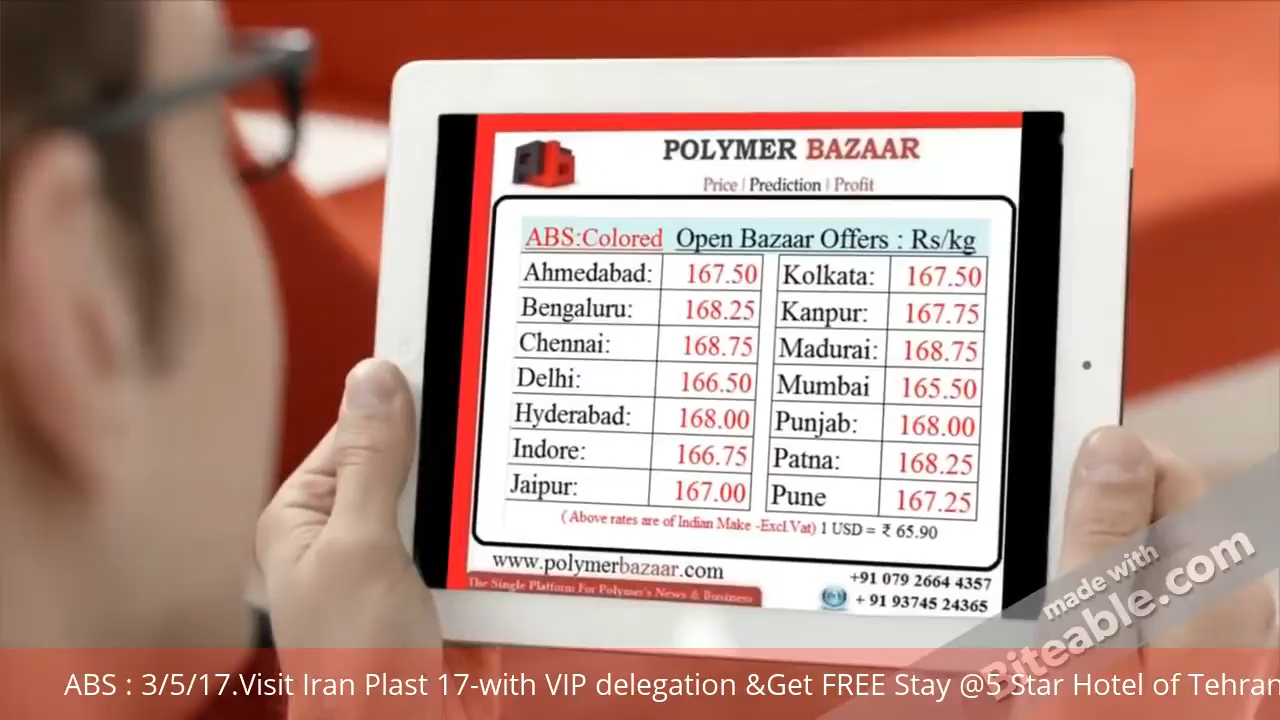 POLYMER BAZAAR
Price | Prediction | Profit
ABS:Colored Open Bazaar Offers : Rs/kg
Ahmedabad: 167.50 Kolkata: 167.50
Bengaluru: 168.25 Kanpur: 167.75
Chennai: 168.75 Madurai: 168.75
Delhi: 166.50 Mumbai 165.50
Hyderabad: 168.00 Punjab: 168.00
Indore: 166.75 Patna: 168.25
Jaipur: 167.00 Pune 167.25
( Above rates are of Indian Make -Excl.Vat) 1 USD = ₹ 65.90
www.polymerbazaar.com
The Single Platform For Polymer's News & Business
+91 079 2664 4357
+ 91 93745 24365
made with
Biteable.com
ABS : 3/5/17.Visit Iran Plast 17-with VIP delegation &Get FREE Stay @5 Star Hotel of Tehran